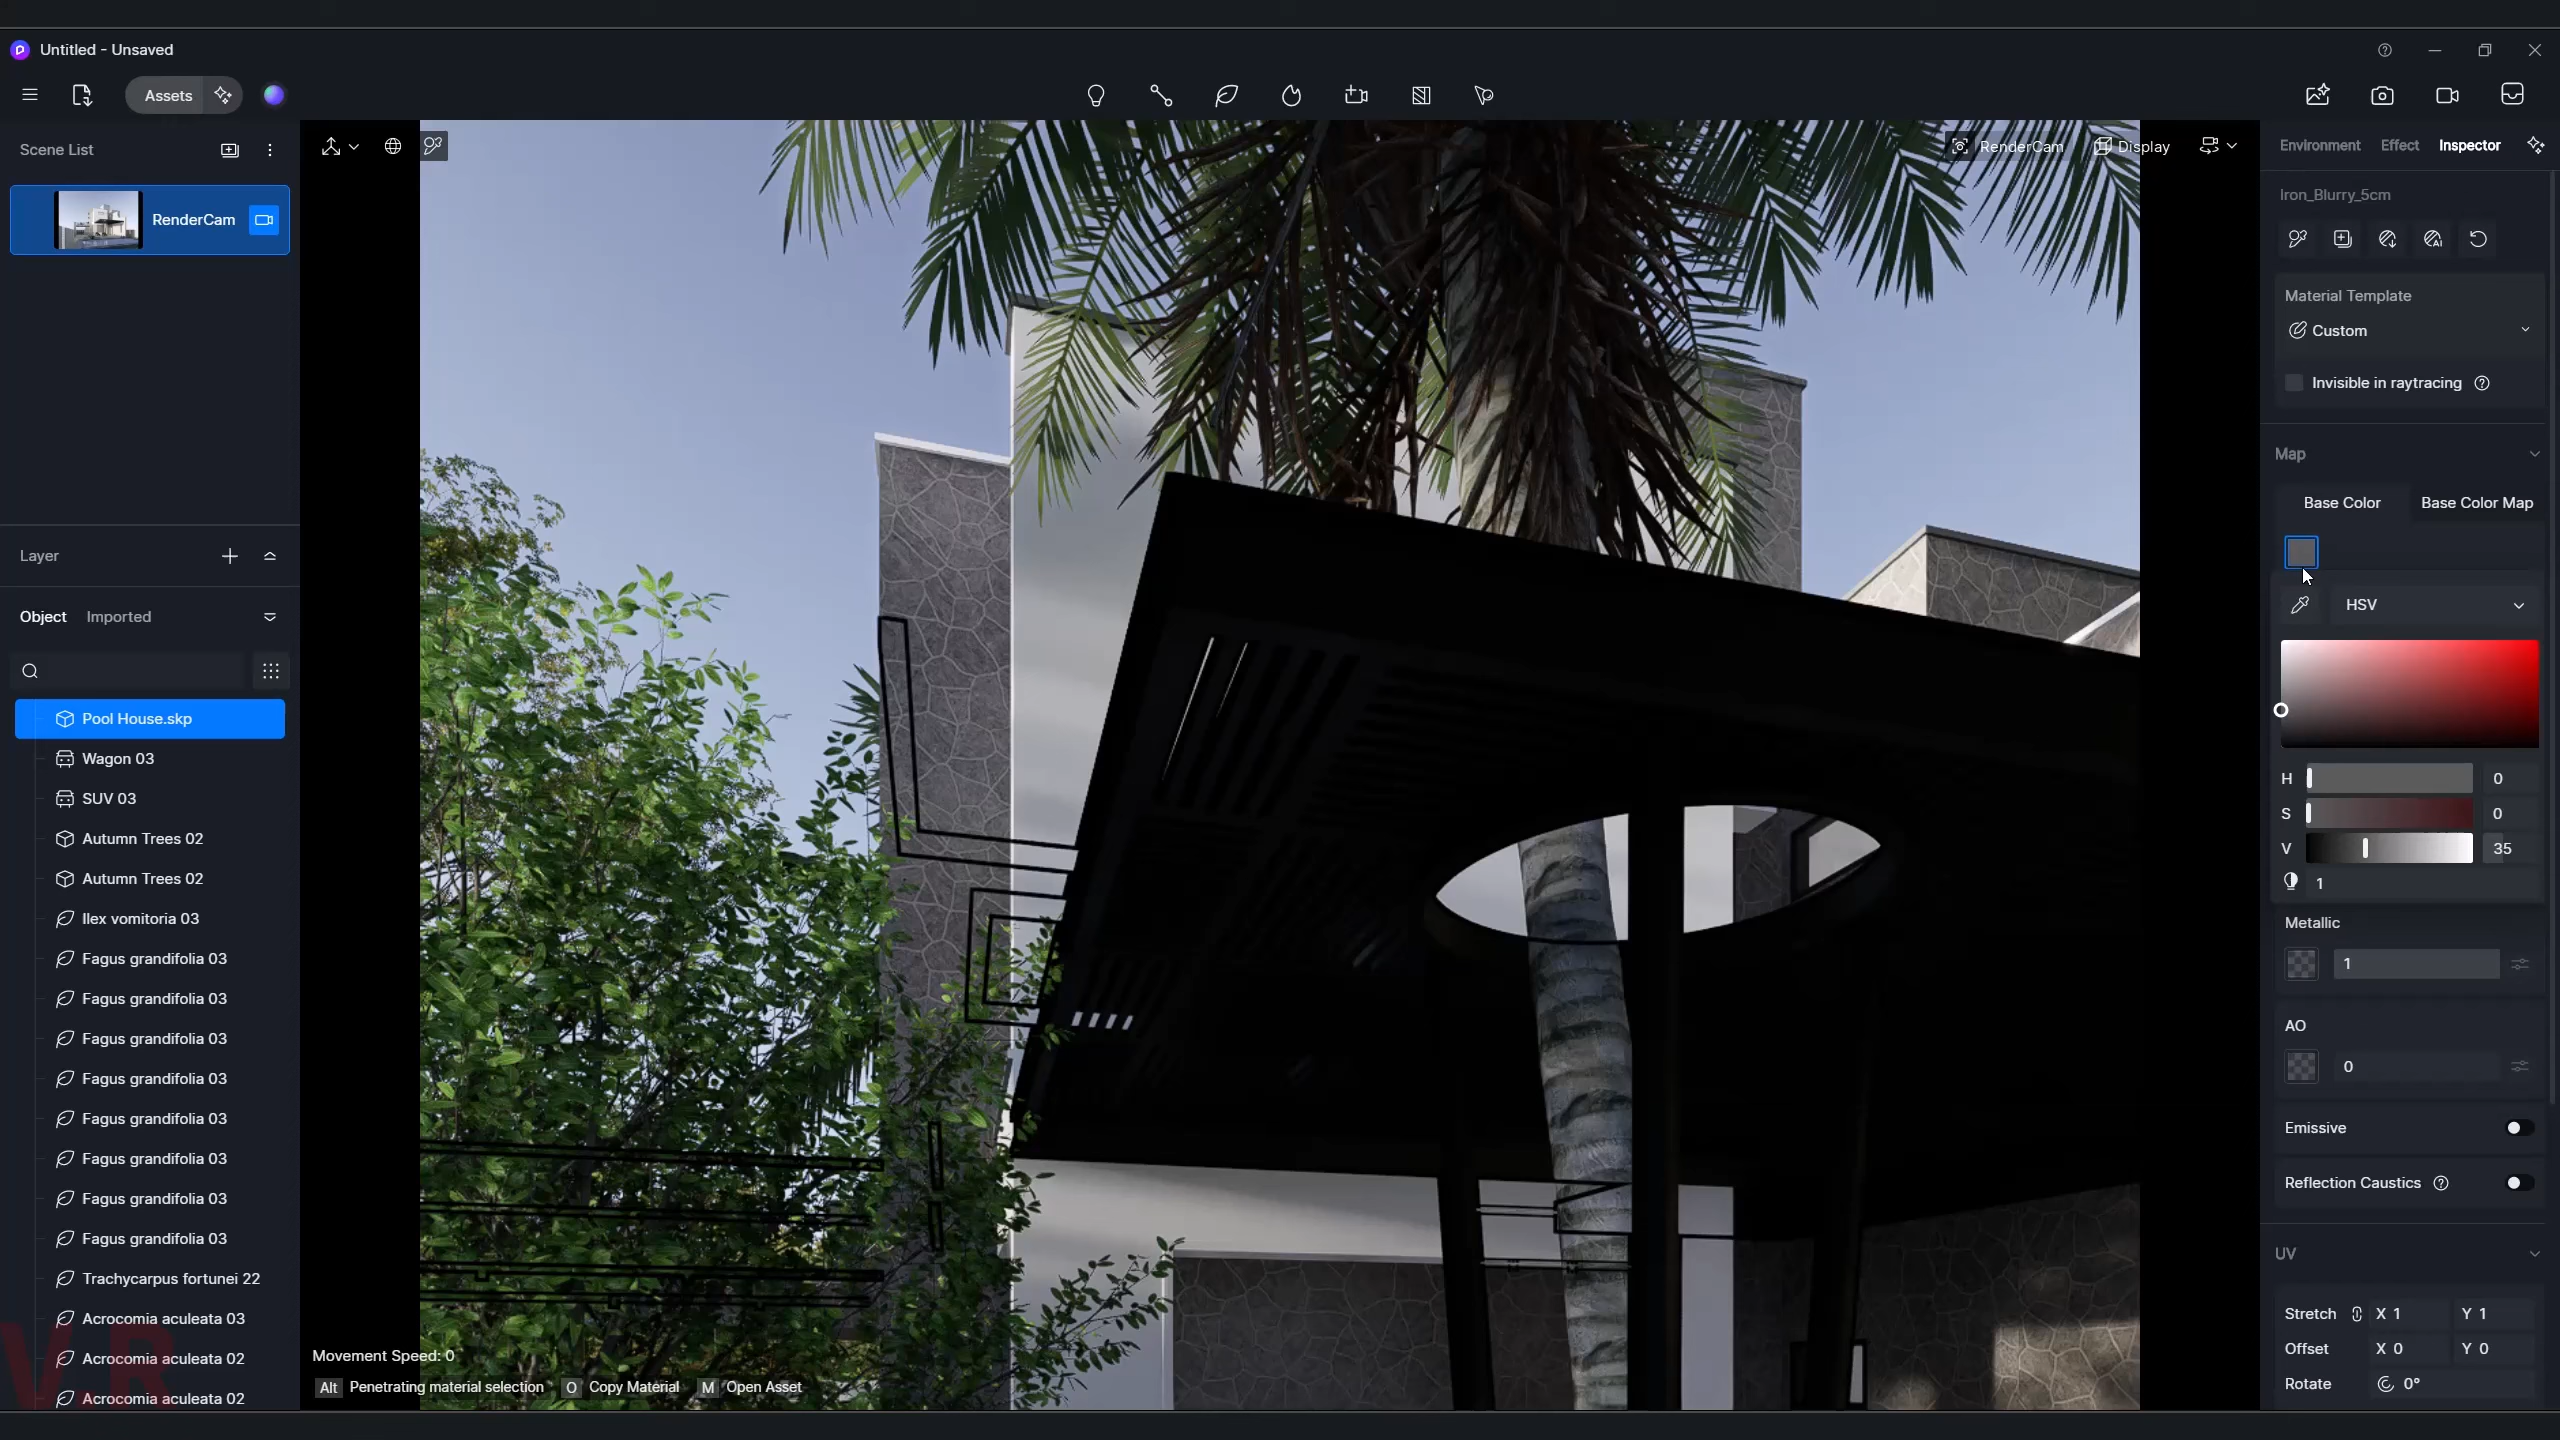 Untitled - Unsaved
Assets
Scene List
RenderCam
Layer
Object Imported
Pool House.skp
Wagon 03
SUV 03
Autumn Trees 02
Autumn Trees 02
Ilex vomitoria 03
Fagus grandifolia 03
Fagus grandifolia 03
Fagus grandifolia 03
Fagus grandifolia 03
Fagus grandifolia 03
Fagus grandifolia 03
Fagus grandifolia 03
Fagus grandifolia 03
Trachycarpus fortunei 22
Acrocomia aculeata 03
Acrocomia aculeata 02
Acrocomia aculeata 02
VR
RenderCam Display
Movement Speed: 0
Alt Penetrating material selection O Copy Material M Open Asset
Environment Effect Inspector
Iron_Blurry_5cm
AI
Material Template
Custom
Invisible in raytracing
Map
Base Color Base Color Map
HSV
H 0
S 0
V 35
1
Metallic
1
AO
0
Emissive
Reflection Caustics
UV
Stretch X 1 Y 1
Offset X 0 Y 0
Rotate 0°